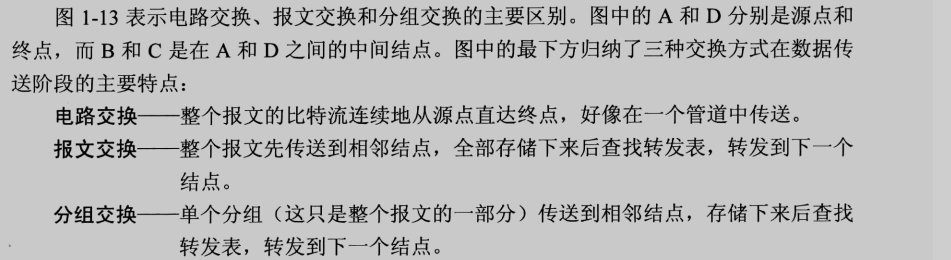 图 1-13 表示电路交换、报文交换和分组交换的主要区别。图中的 A 和 D 分别是源点和
终点，而 B 和 C 是在 A 和 D 之间的中间结点。图中的最下方归纳了三种交换方式在数据传
送阶段的主要特点：
电路交换——整个报文的比特流连续地从源点直达终点，好像在一个管道中传送。
报文交换——整个报文先传送到相邻结点，全部存储下来后查找转发表，转发到下一个
结点。
分组交换——单个分组（这只是整个报文的一部分）传送到相邻结点，存储下来后查找
转发表，转发到下一个结点。